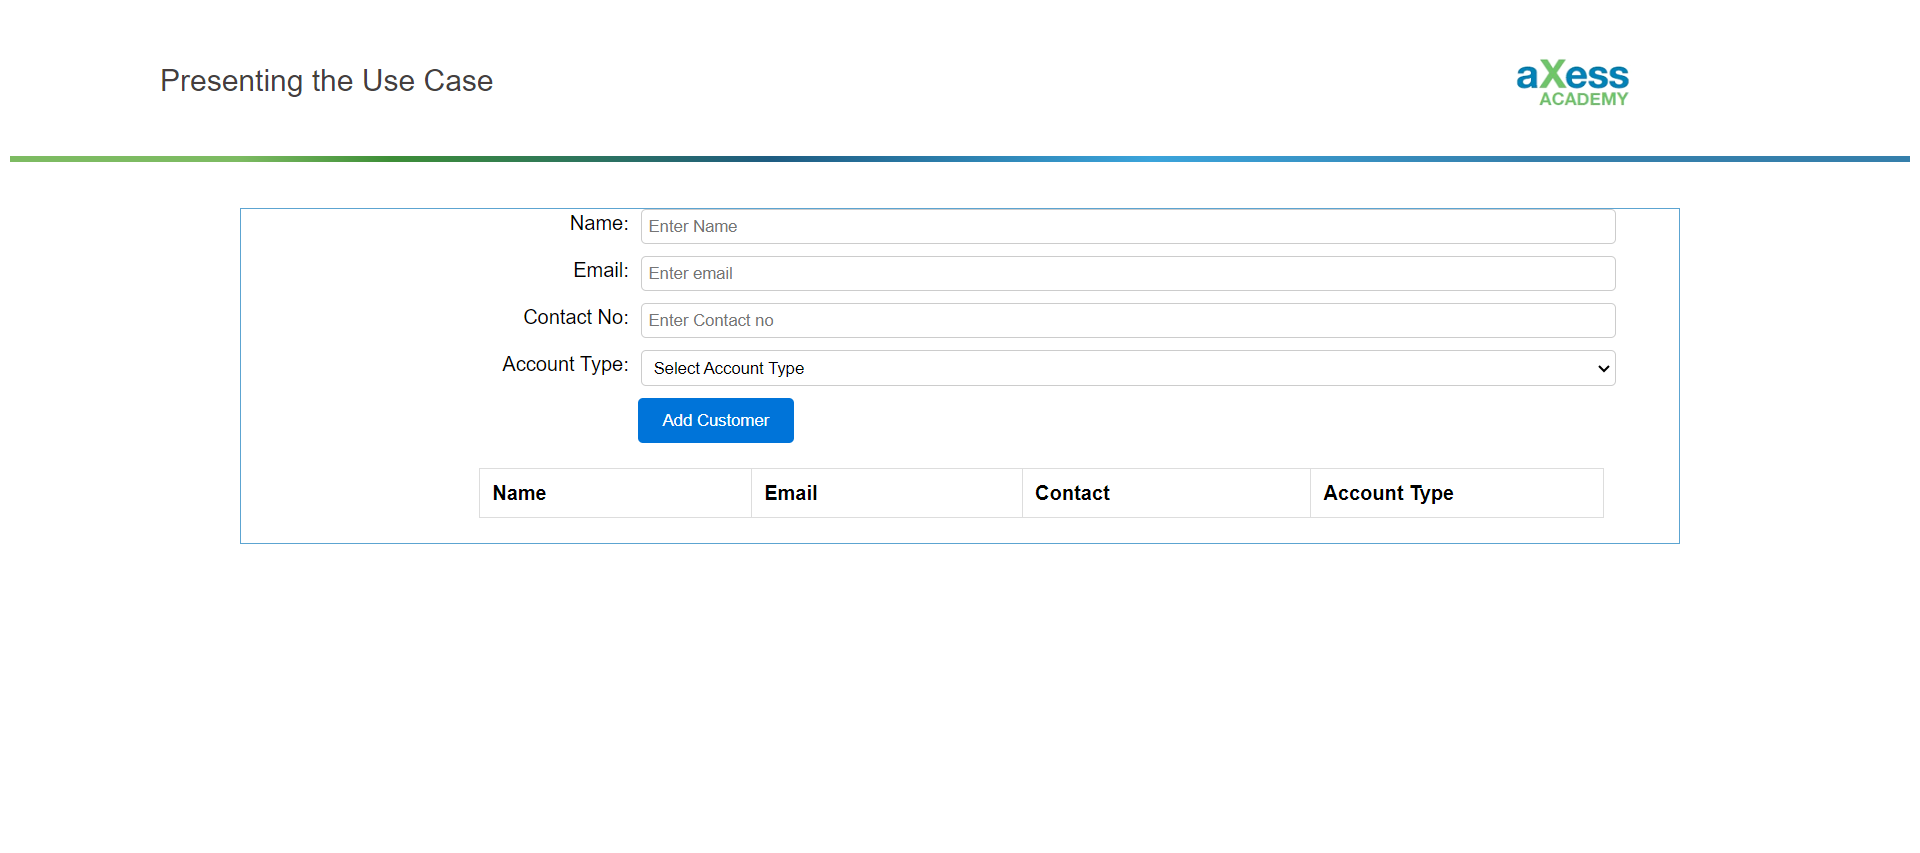 Presenting the Use Case
aXess
ACADEMY
Name: Enter Name
Email: Enter email
Contact No: Enter Contact no
Account Type: Select Account Type
Add Customer
Name Email Contact Account Type